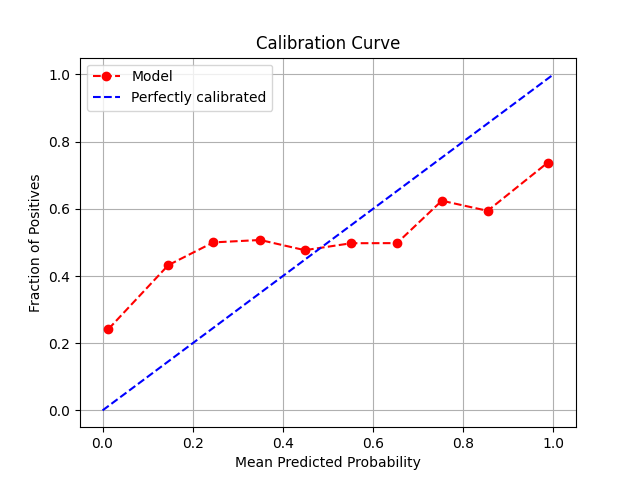 Calibration Curve
Model
Perfectly calibrated
Fraction of Positives
1.0
0.8
0.6
0.4
0.2
0.0
0.0 0.2 0.4 0.6 0.8 1.0
Mean Predicted Probability